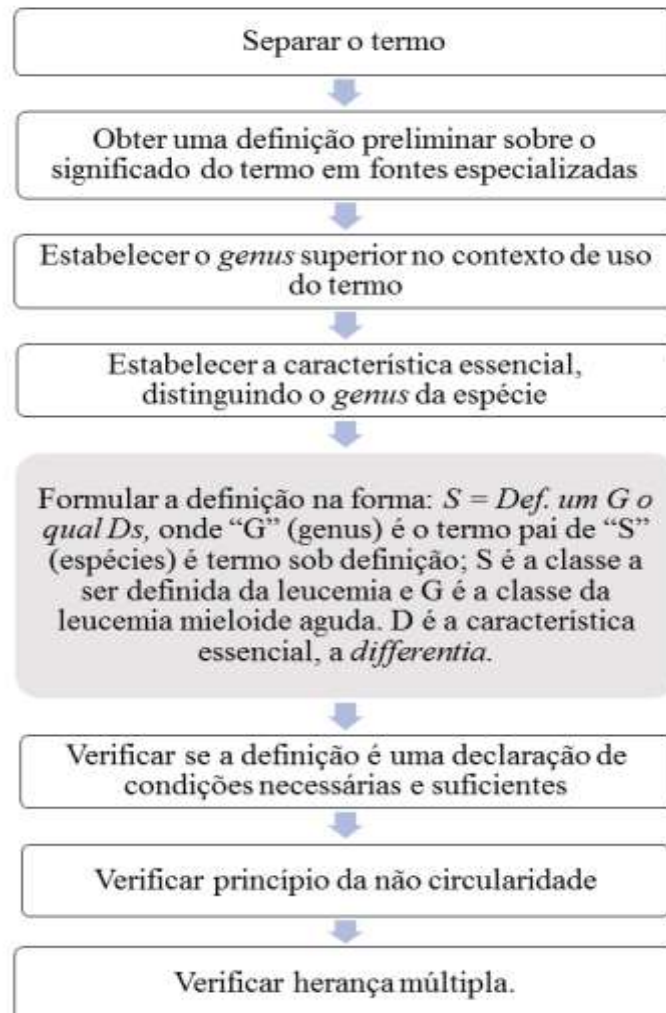 Separar o termo
Obter uma definição preliminar sobre o
significado do termo em fontes especializadas
Estabelecer o genus superior no contexto de uso
do termo
Estabelecer a característica essencial,
distinguindo o genus da espécie
Formular a definição na forma: S = Def. um G o
qual Ds, onde “G” (genus) é o termo pai de “S”
(espécies) é termo sob definição; S é a classe a
ser definida da leucemia e G é a classe da
leucemia mieloide aguda. D é a característica
essencial, a differentia.
Verificar se a definição é uma declaração de
condições necessárias e suficientes
Verificar princípio da não circularidade
Verificar herança múltipla.